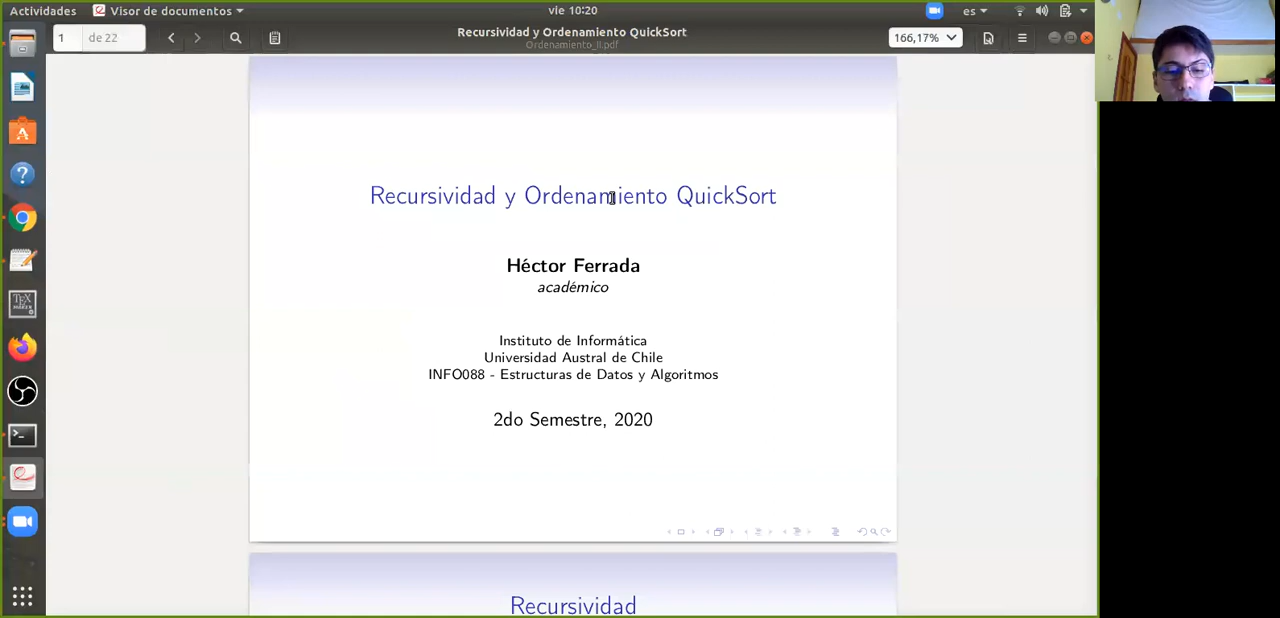 Actividades Visor de documentos vie 10:20 es
1 de 22 Recursividad y Ordenamiento QuickSort 166,17%
Ordenamiento_II.pdf
Recursividad y Ordenamiento QuickSort
Héctor Ferrada
académico
Instituto de Informática
Universidad Austral de Chile
INFO088 - Estructuras de Datos y Algoritmos
2do Semestre, 2020
Recursividad